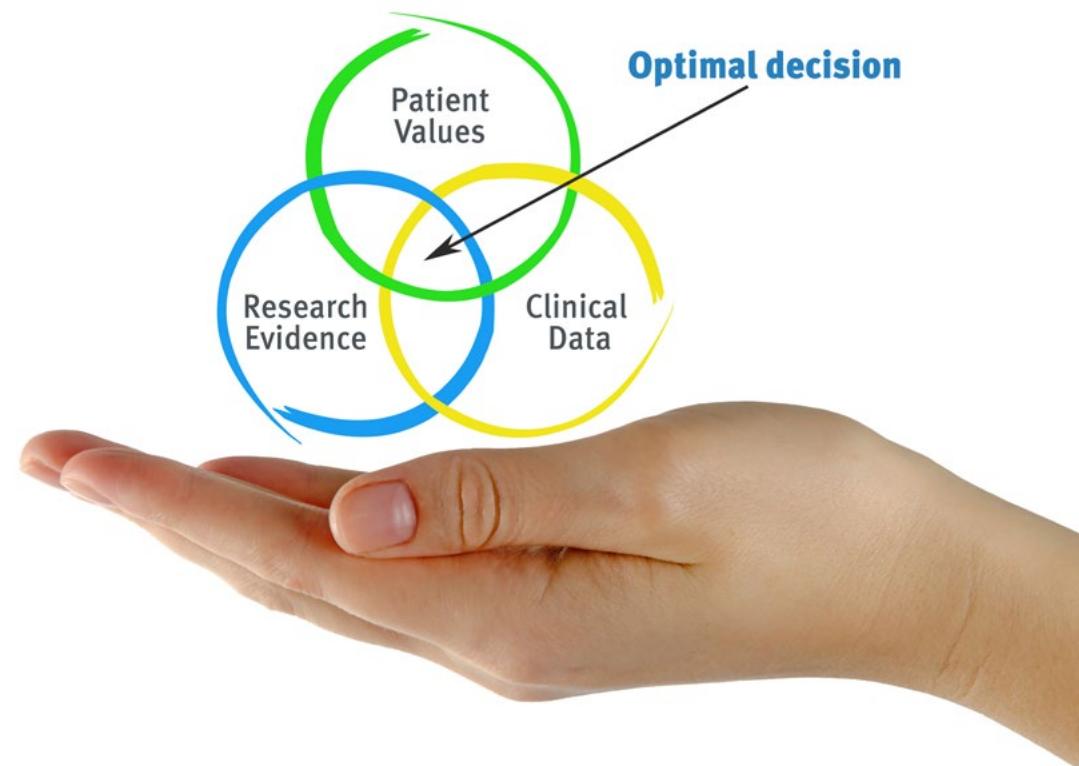 Optimal decision
Patient
Values
Research
Evidence
Clinical
Data